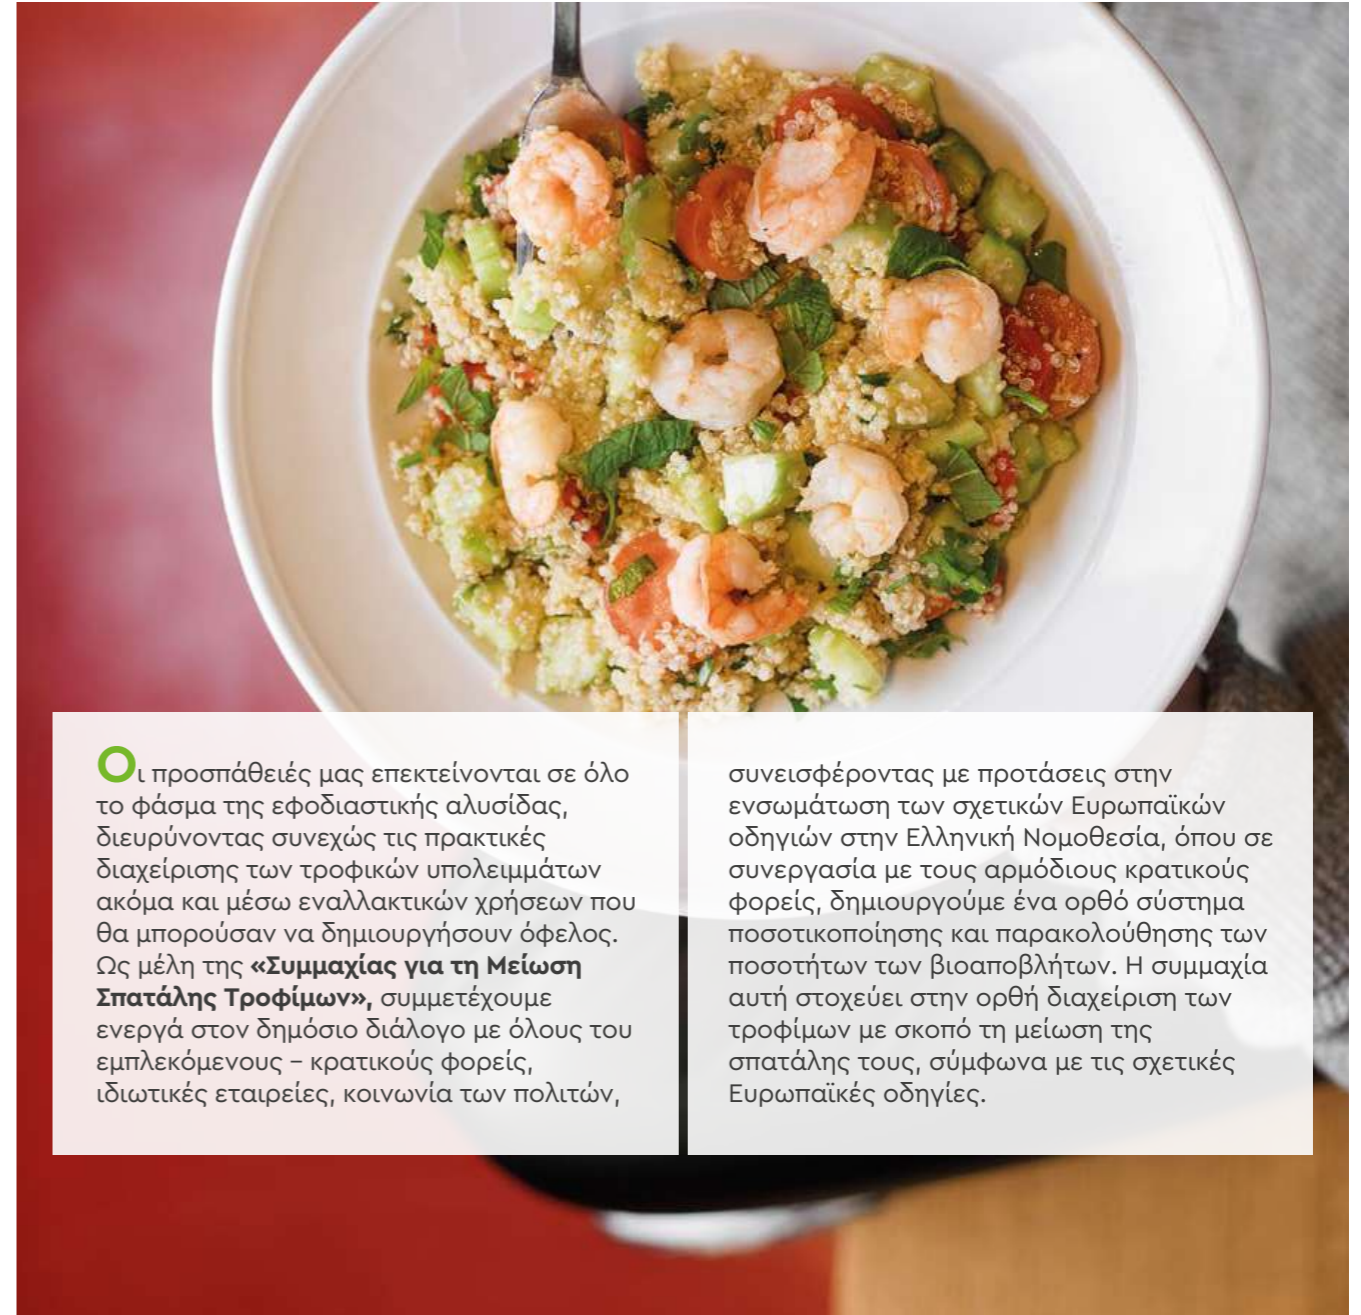 Οι προσπάθειές μας επεκτείνονται σε όλο
το φάσμα της εφοδιαστικής αλυσίδας,
διευρύνοντας συνεχώς τις πρακτικές
διαχείρισης των τροφικών υπολειμμάτων
ακόμα και μέσω εναλλακτικών χρήσεων που
θα μπορούσαν να δημιουργήσουν όφελος.
Ως μέλη της «Συμμαχίας για τη Μείωση
Σπατάλης Τροφίμων», συμμετέχουμε
ενεργά στον δημόσιο διάλογο με όλους του
εμπλεκόμενους – κρατικούς φορείς,
ιδιωτικές εταιρείες, κοινωνία των πολιτών,
συνεισφέροντας με προτάσεις στην
ενσωμάτωση των σχετικών Ευρωπαϊκών
οδηγιών στην Ελληνική Νομοθεσία, όπου σε
συνεργασία με τους αρμόδιους κρατικούς
φορείς, δημιουργούμε ένα ορθό σύστημα
ποσοτικοποίησης και παρακολούθησης των
ποσοτήτων των βιοαποβλήτων. Η συμμαχία
αυτή στοχεύει στην ορθή διαχείριση των
τροφίμων με σκοπό τη μείωση της
σπατάλης τους, σύμφωνα με τις σχετικές
Ευρωπαϊκές οδηγίες.